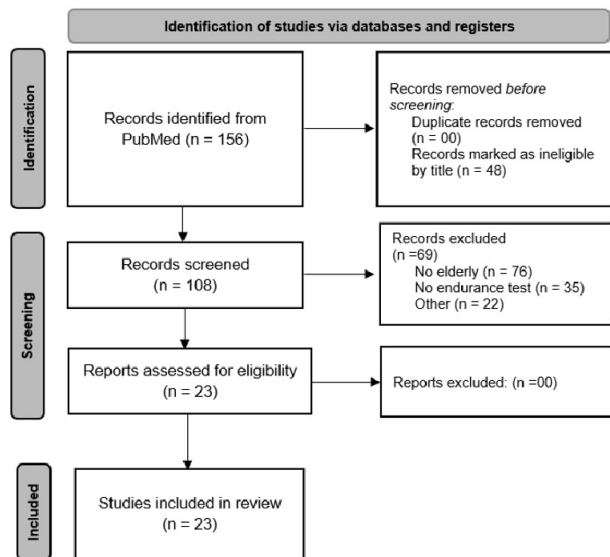 Identification of studies via databases and registers
Identification
Records identified from
PubMed (n = 156)
Records removed before
screening:
Duplicate records removed
(n = 00)
Records marked as ineligible
by title (n = 48)
Screening
Records screened
(n = 108)
Records excluded
(n =69)
No elderly (n = 76)
No endurance test (n = 35)
Other (n = 22)
Reports assessed for eligibility
(n = 23)
Reports excluded: (n =00)
Included
Studies included in review
(n = 23)